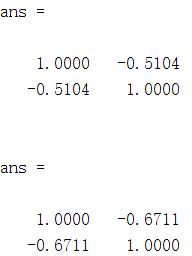 ans =
1.0000 -0.5104
-0.5104 1.0000
ans =
1.0000 -0.6711
-0.6711 1.0000